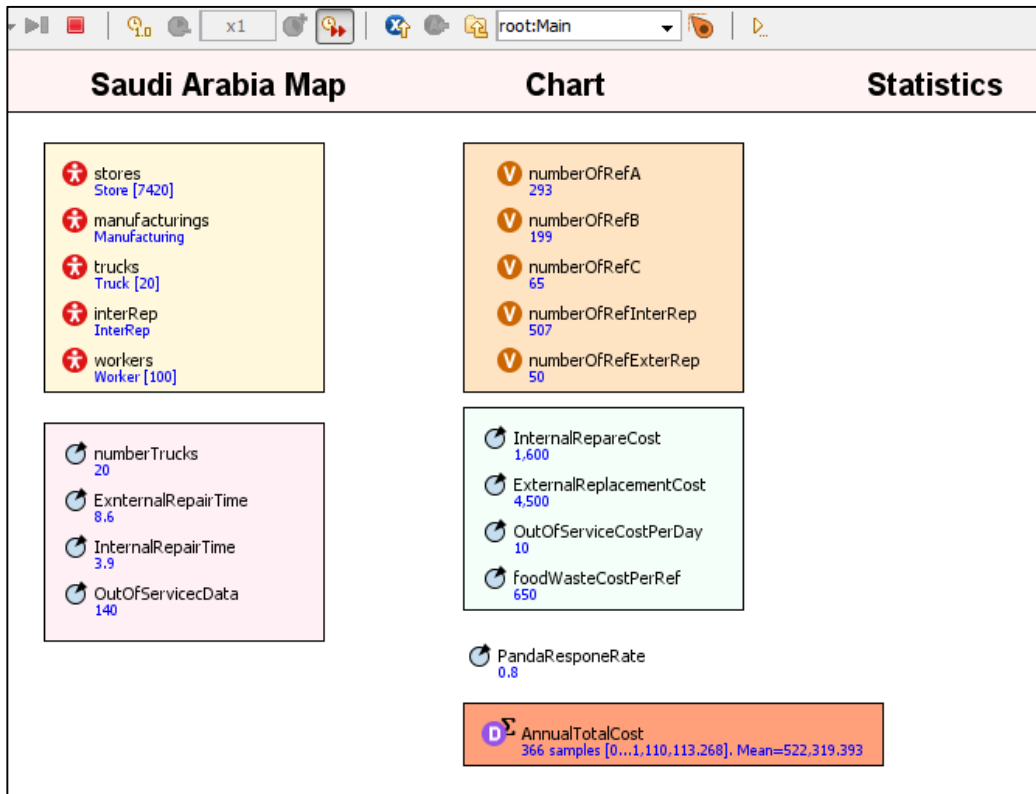 1.0 x1 root:Main
Saudi Arabia Map Chart Statistics
stores
Store [7420]
manufacturings
Manufacturing
trucks
Truck [20]
interRep
InterRep
workers
Worker [100]
numberTrucks
20
ExnternalRepairTime
8.6
InternalRepairTime
3.9
OutOfServicecData
140
V numberOfRefA
293
V numberOfRefB
199
V numberOfRefC
65
V numberOfRefInterRep
507
V numberOfRefExterRep
50
InternalRepareCost
1,600
ExternalReplacementCost
4,500
OutOfServiceCostPerDay
10
foodWasteCostPerRef
650
PandaResponeRate
0.8
D Σ AnnualTotalCost
366 samples [0...1,110,113.268]. Mean=522,319.393